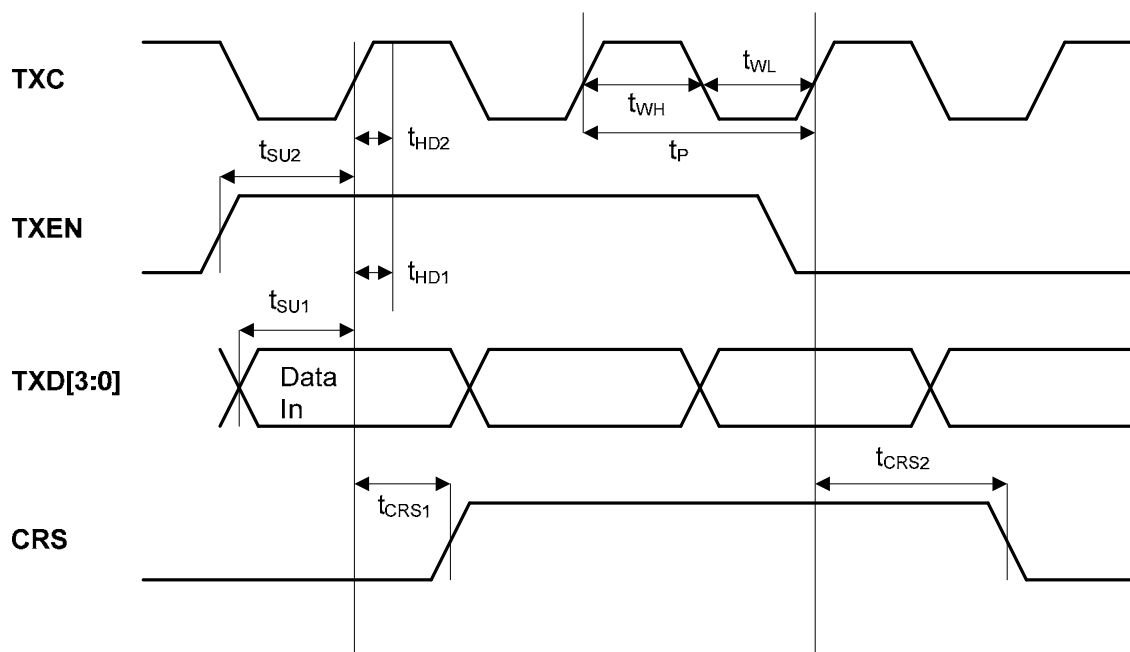 TXC
tWH
tWL
tP
tHD2
tSU2
TXEN
tHD1
tSU1
TXD[3:0]
Data
In
tCRS1
tCRS2
CRS